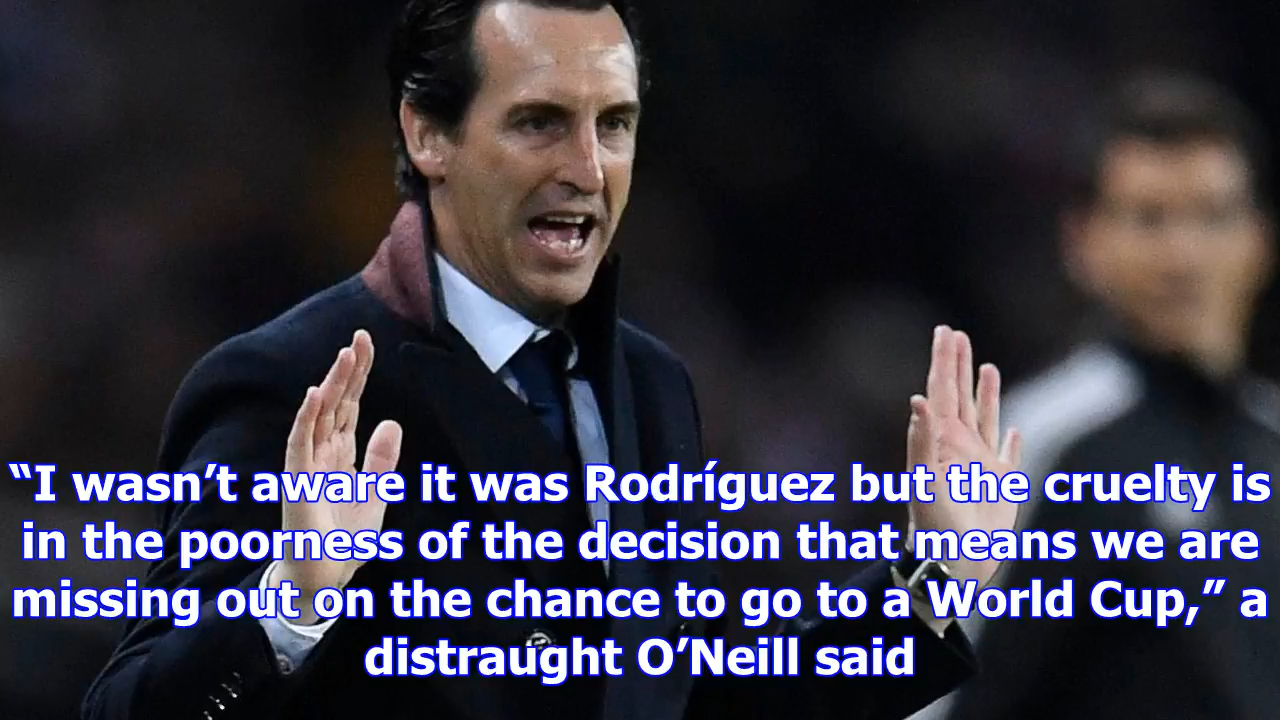 “I wasn’t aware it was Rodríguez but the cruelty is
in the poorness of the decision that means we are
missing out on the chance to go to a World Cup,” a
distraught O’Neill said